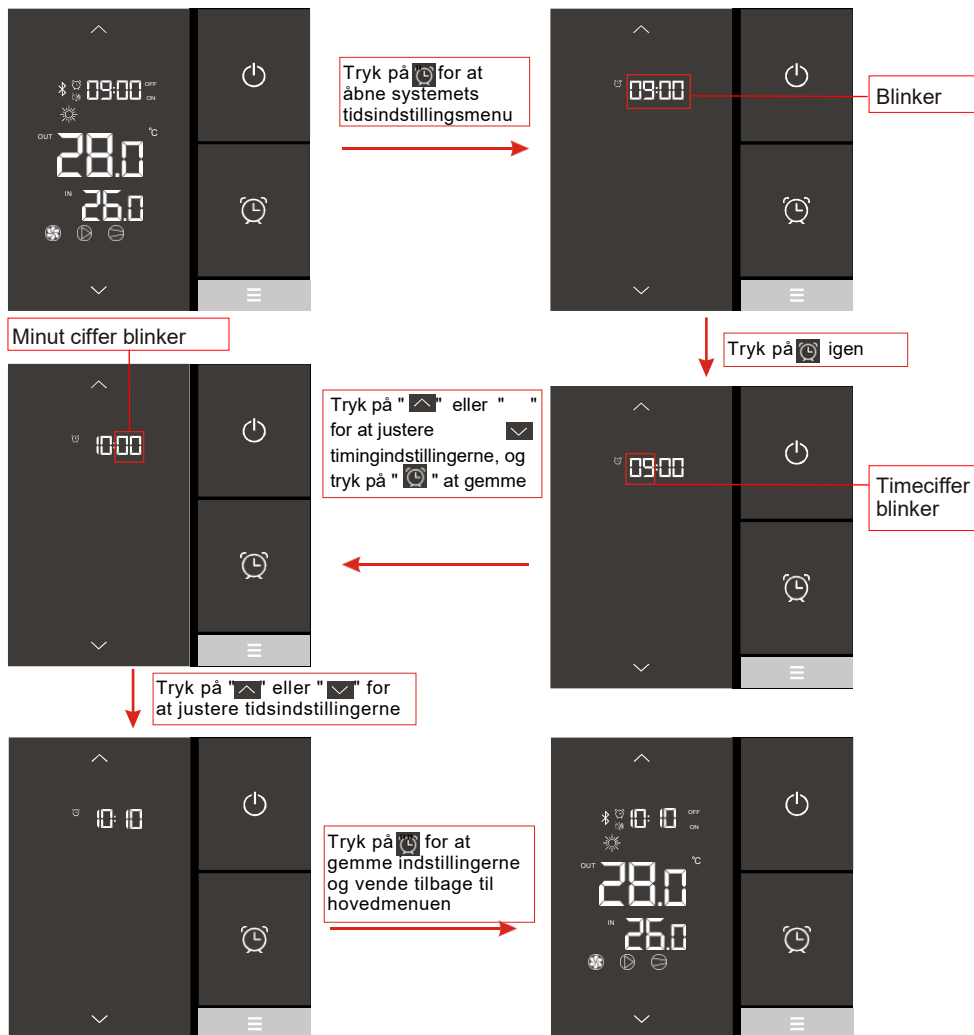 09:00 OFF
ON
OUT 28.0 °C
IN 26.0
Tryk på for at
åbne systemets
tidsindstillingsmenu
09:00
Blinker
Tryk på igen
09:00
Timeciffer
blinker
Tryk på " " eller " "
for at justere
timingindstillingerne, og
tryk på " " at gemme
Minut ciffer blinker
10:00
Tryk på " " eller " " for
at justere tidsindstillingerne
10:10
Tryk på for at
gemme indstillingerne
og vende tilbage til
hovedmenuen
10:10 OFF
ON
OUT 28.0 °C
IN 26.0